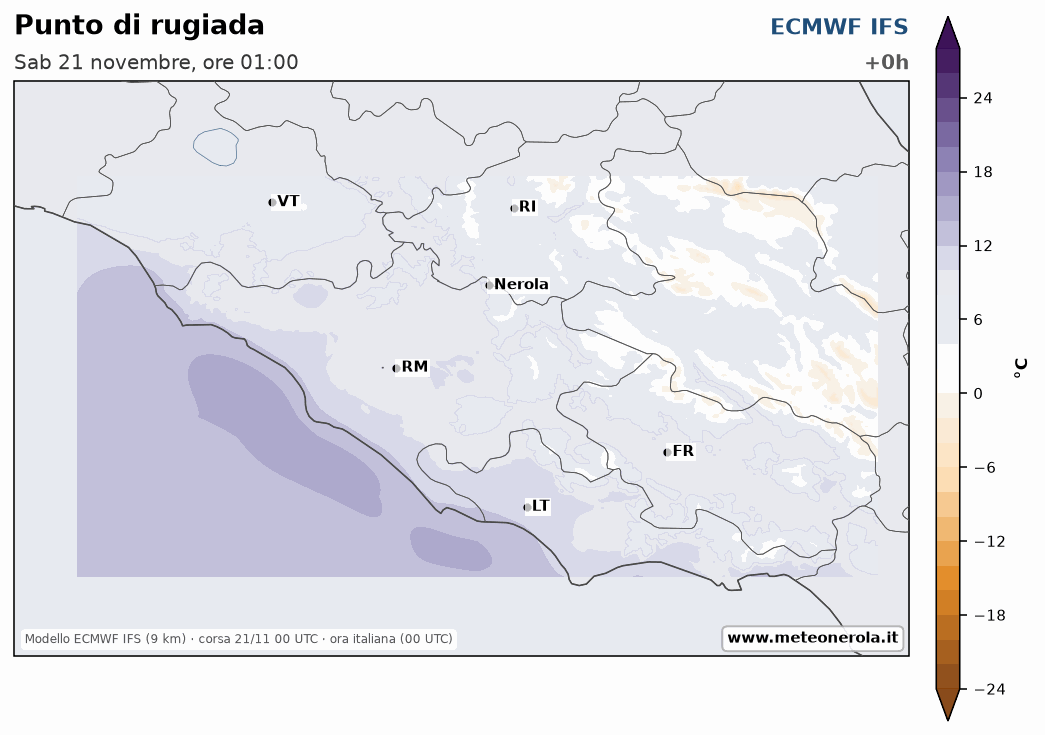 Punto di rugiada
ECMWF IFS
Sab 21 novembre, ore 01:00
+0h
24
18
12
6
0
−6
−12
−18
−24
°C
VT
RI
Nerola
RM
FR
LT
Modello ECMWF IFS (9 km) · corsa 21/11 00 UTC · ora italiana (00 UTC)
www.meteonerola.it